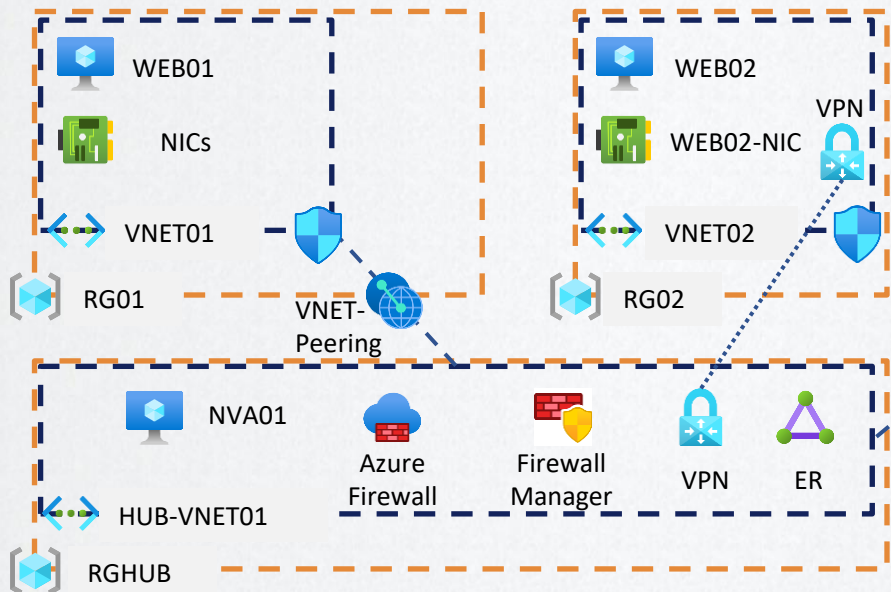 WEB01
NICs
VNET01
RG01
VNET-
Peering
WEB02
VPN
WEB02-NIC
VNET02
RG02
NVA01
Azure
Firewall
Firewall
Manager
VPN
ER
HUB-VNET01
RGHUB